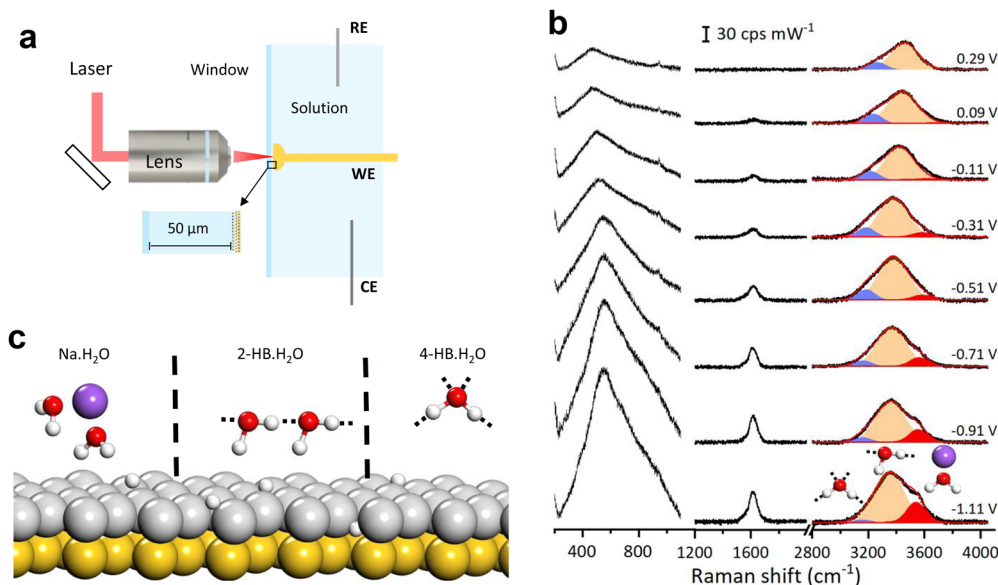 a
Laser
Window
RE
Solution
Lens
WE
50 μm
CE
b
30 cps mW⁻¹
0.29 V
0.09 V
-0.11 V
-0.31 V
-0.51 V
-0.71 V
-0.91 V
-1.11 V
200 400 800 1200 1600 2800 3200 3600 4000
Raman shift (cm⁻¹)
c
Na.H₂O
2-HB.H₂O
4-HB.H₂O